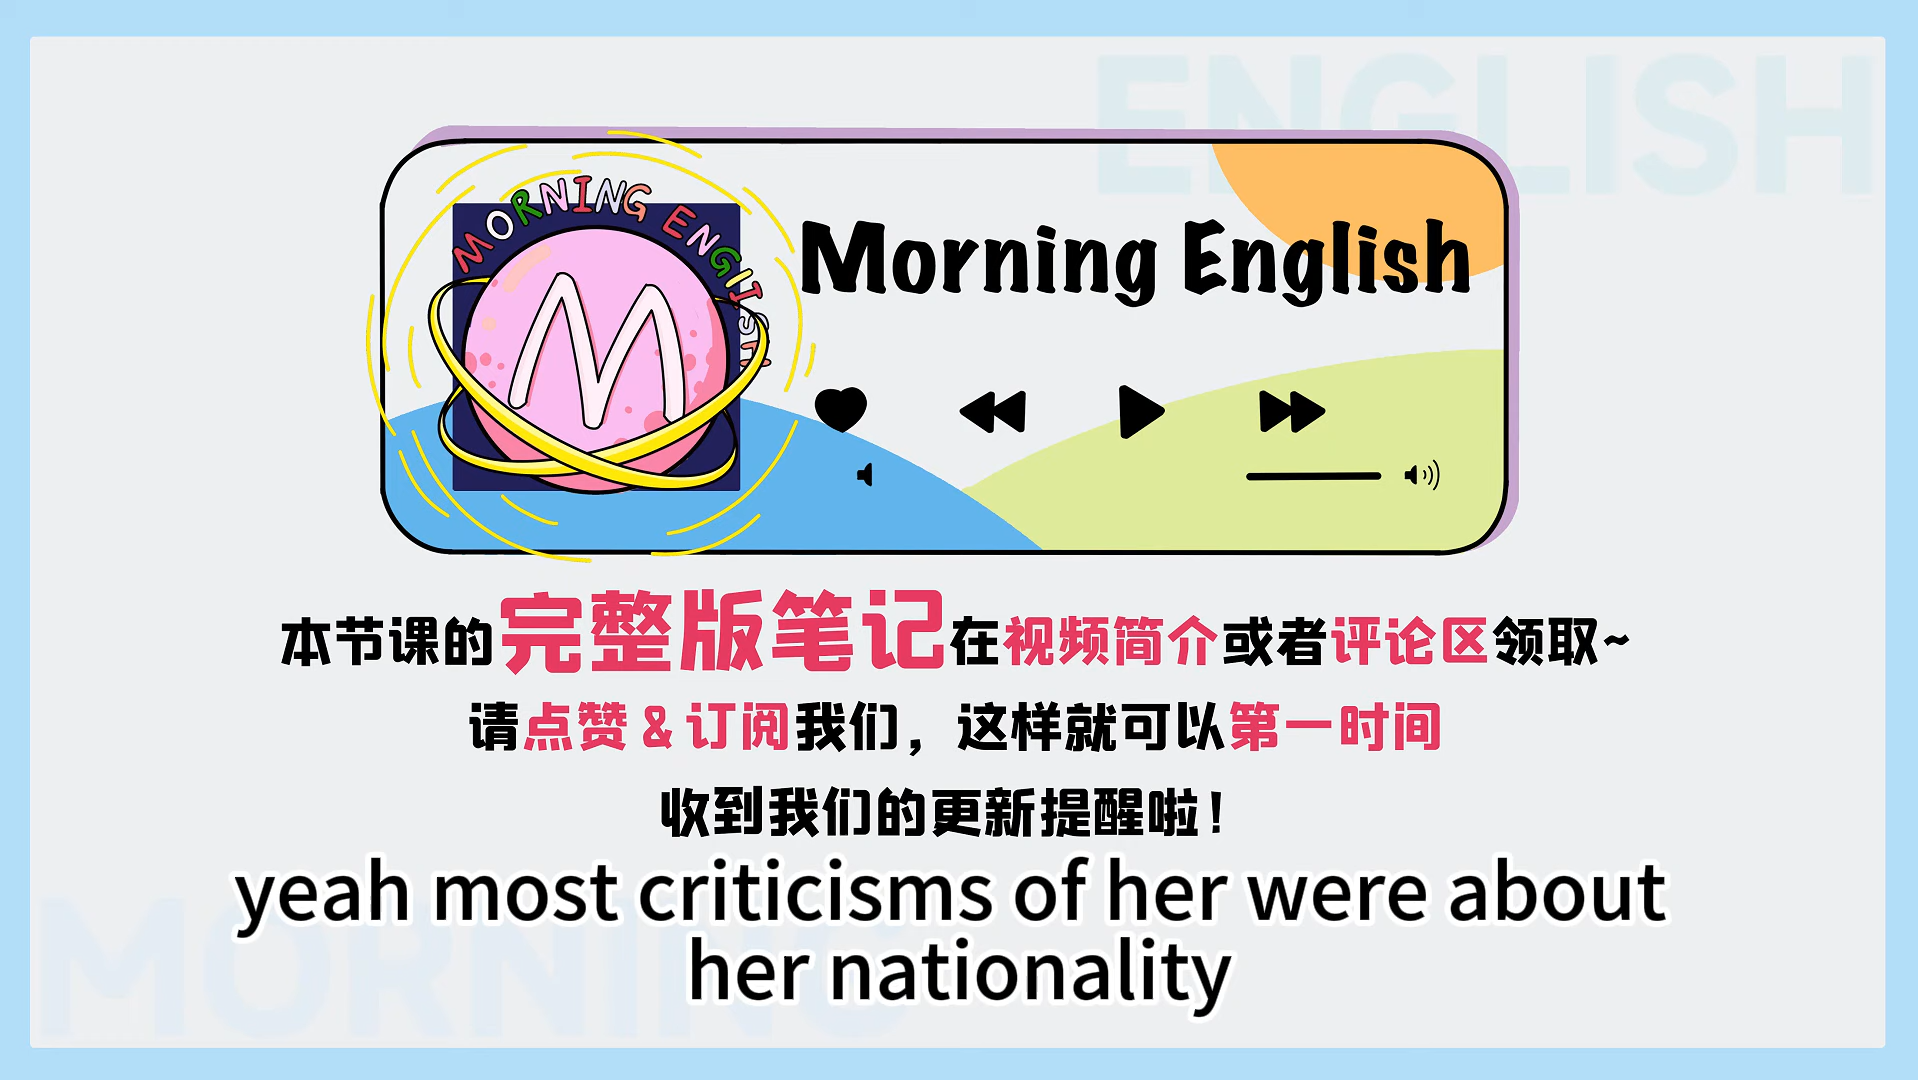 ENGLISH
MORNING ENGLISH
M
Morning English
本节课的完整版笔记在视频简介或者评论区领取~
请点赞&订阅我们，这样就可以第一时间
收到我们的更新提醒啦！
yeah most criticisms of her were about
her nationality
MORNING